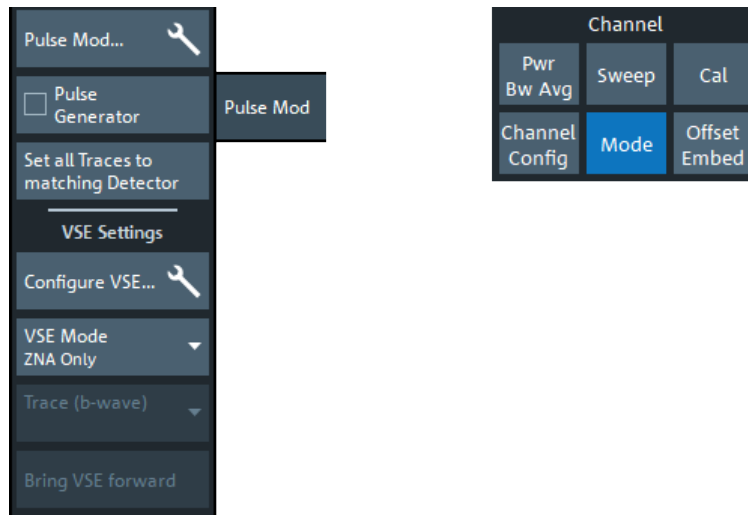 Pulse Mod...
Pulse
Generator
Pulse Mod
Set all Traces to
matching Detector
VSE Settings
Configure VSE...
VSE Mode
ZNA Only
Trace (b-wave)
Bring VSE forward
Channel
Pwr
Bw Avg
Sweep
Cal
Channel
Config
Mode
Offset
Embed